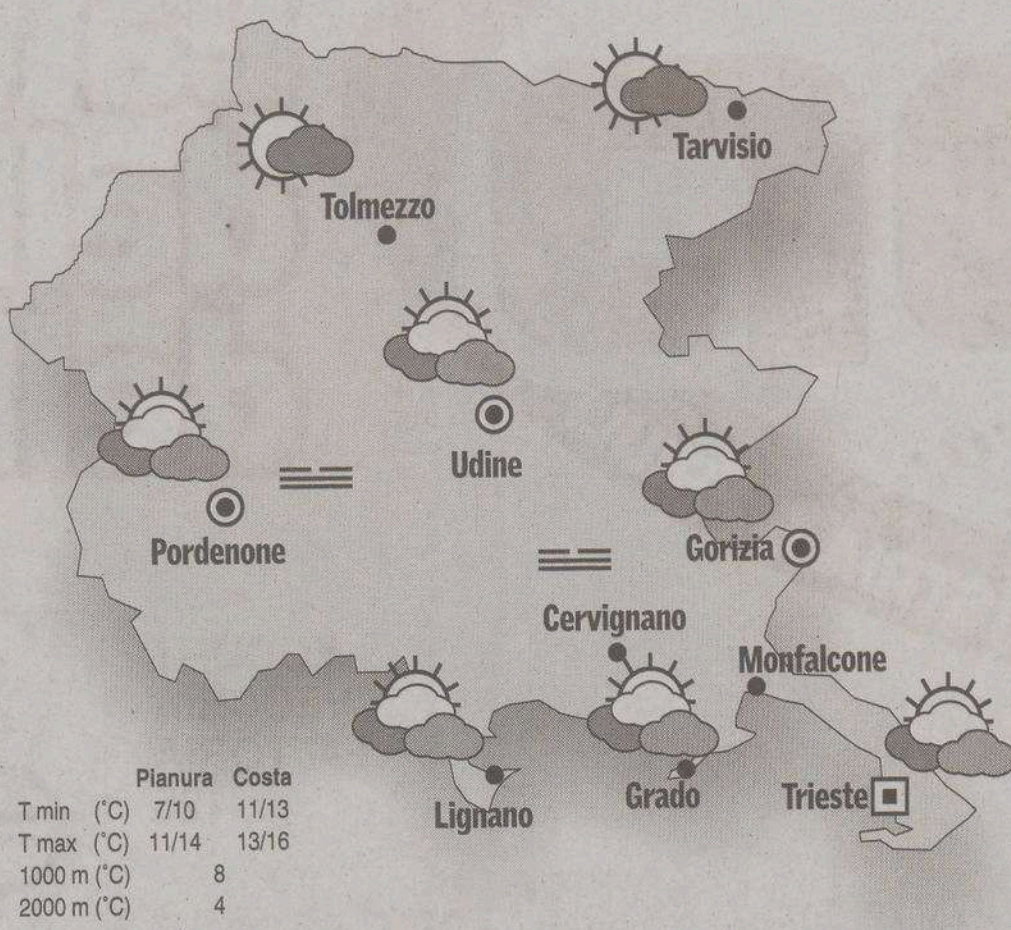 Tarvisio
Tolmezzo
Udine
Pordenone
Gorizia
Cervignano
Monfalcone
Pianura Costa
T min (°C) 7/10 11/13
T max (°C) 11/14 13/16
1000 m (°C) 8
2000 m (°C) 4
Lignano
Grado
Trieste